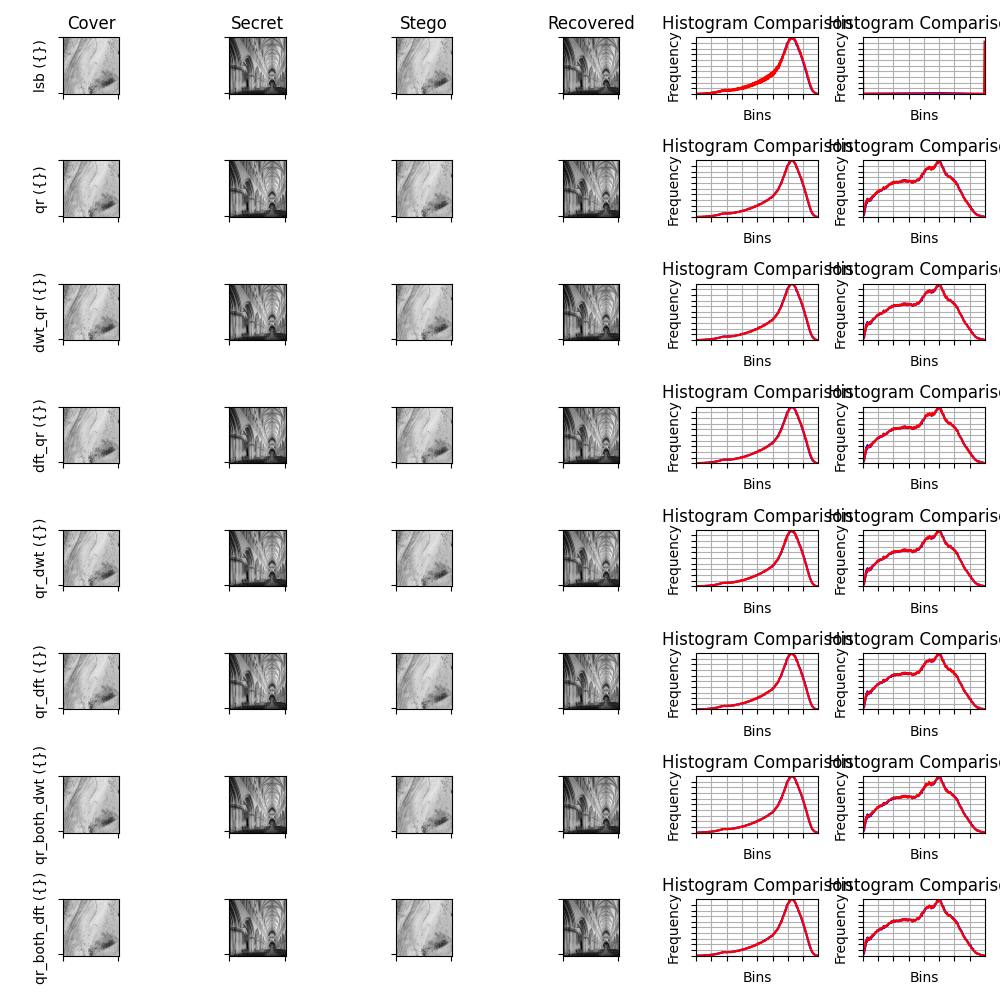 Cover Secret Stego Recovered Histogram Comparison Histogram Comparis
lsb ({}) Frequency Frequency
Bins Bins
Histogram Comparison Histogram Comparis
qr ({}) Frequency Frequency
Bins Bins
Histogram Comparison Histogram Comparis
dwt_qr ({}) Frequency Frequency
Bins Bins
Histogram Comparison Histogram Comparis
dft_qr ({}) Frequency Frequency
Bins Bins
Histogram Comparison Histogram Comparis
qr_dwt ({}) Frequency Frequency
Bins Bins
Histogram Comparison Histogram Comparis
qr_dft ({}) Frequency Frequency
Bins Bins
Histogram Comparison Histogram Comparis
qr_both_dwt ({}) Frequency Frequency
Bins Bins
Histogram Comparison Histogram Comparis
qr_both_dft ({}) Frequency Frequency
Bins Bins